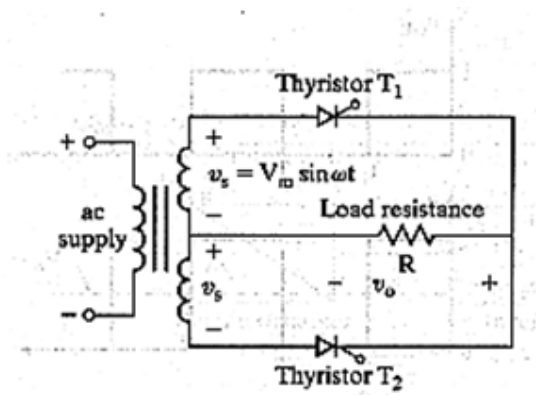 Thyristor T₁
+
+
vₛ = Vₘ sinωt
−
Load resistance
ac
supply
+
R
vₛ
− vₒ +
−
−
Thyristor T₂